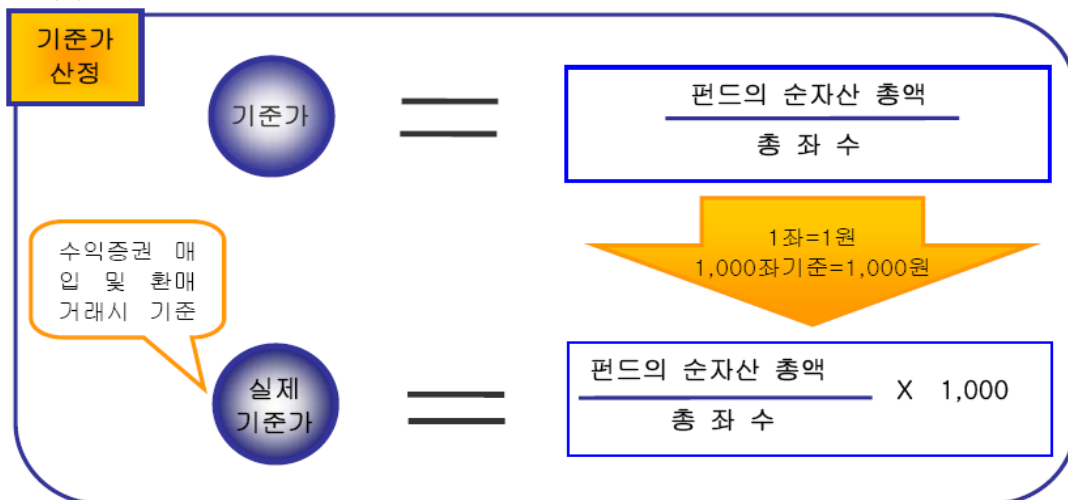 기준가
산정
기준가
펀드의 순자산 총액
총 좌 수
1좌=1원
1,000좌기준=1,000원
수익증권 매
입 및 환매
거래시 기준
실제
기준가
펀드의 순자산 총액
총 좌 수
X 1,000